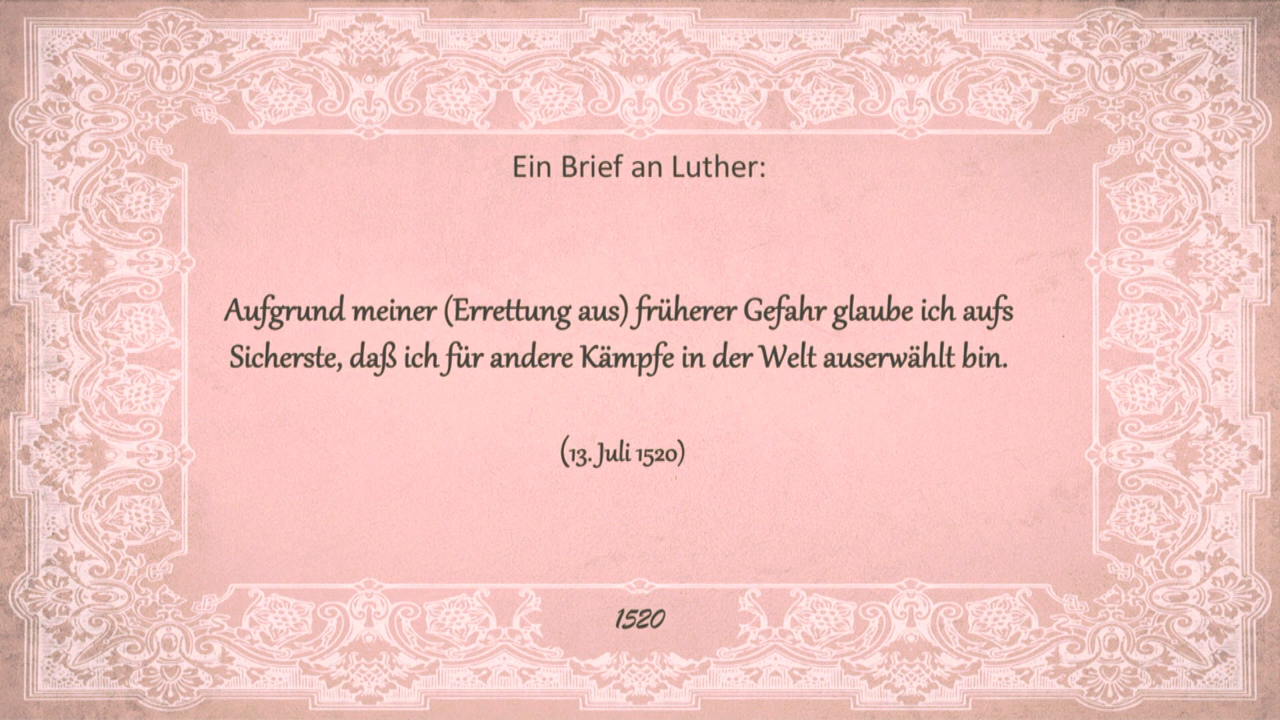 Ein Brief an Luther:
Aufgrund meiner (Errettung aus) früherer Gefahr glaube ich aufs
Sicherste, daß ich für andere Kämpfe in der Welt auserwählt bin.
(13. Juli 1520)
1520